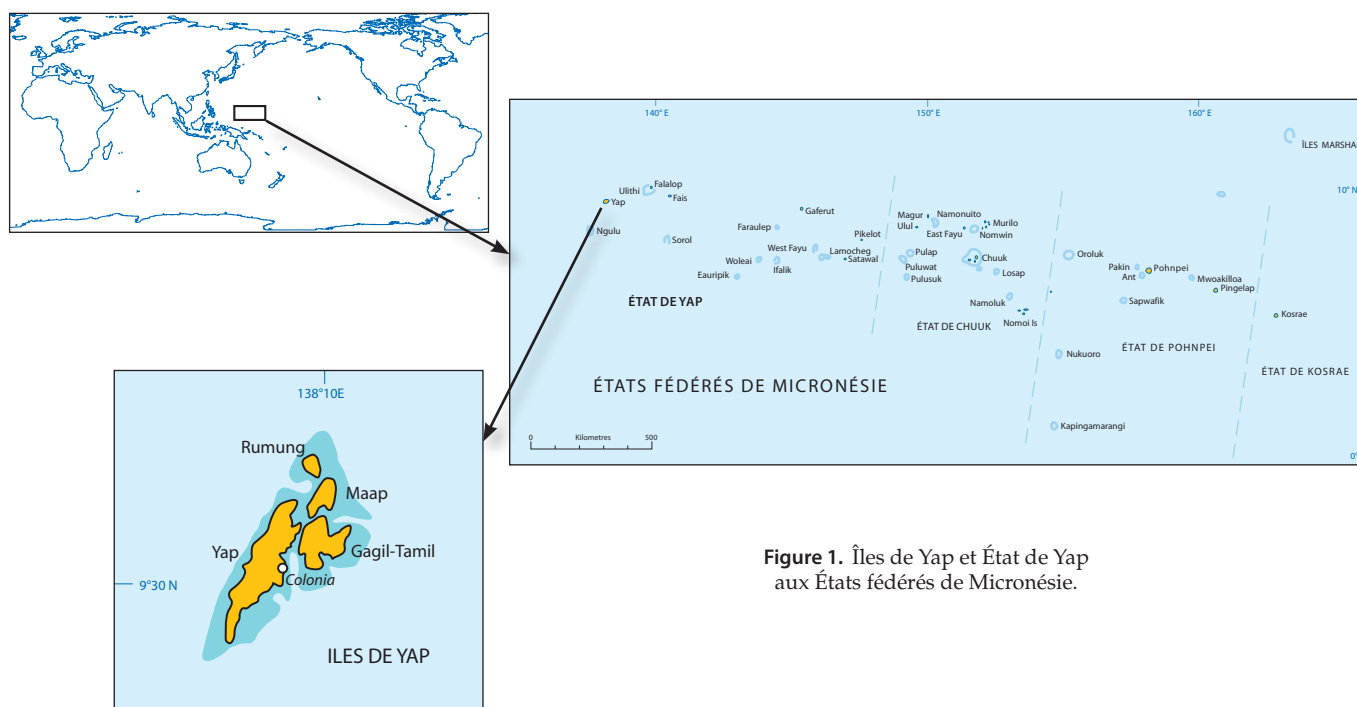 140° E
150° E
160° E
ÎLES MARSHAL
10° N
Ulithi
Falalop
Fais
Yap
Ngulu
Sorol
Gaferut
Faraulep
Pikelot
West Fayu
Lamocheg
Satawal
Woleai
Ifalik
Eauripik
ÉTAT DE YAP
Magur
Namonuito
Murilo
Ulul
East Fayu
Nomwin
Pulap
Chuuk
Puluwat
Pulusuk
Losap
Namoluk
Nomoi Is
ÉTAT DE CHUUK
Oroluk
Pakin
Pohnpei
Ant
Mwoakilloa
Pingelap
Sapwafik
Kosrae
Nukuoro
ÉTAT DE POHNPEI
ÉTAT DE KOSRAE
ÉTATS FÉDÉRÉS DE MICRONÉSIE
Kapingamarangi
0
Kilometres
500
0°
138°10E
Rumung
Maap
Yap
Gagil-Tamil
Colonia
9°30 N
ILES DE YAP
Figure 1. Îles de Yap et État de Yap
aux États fédérés de Micronésie.